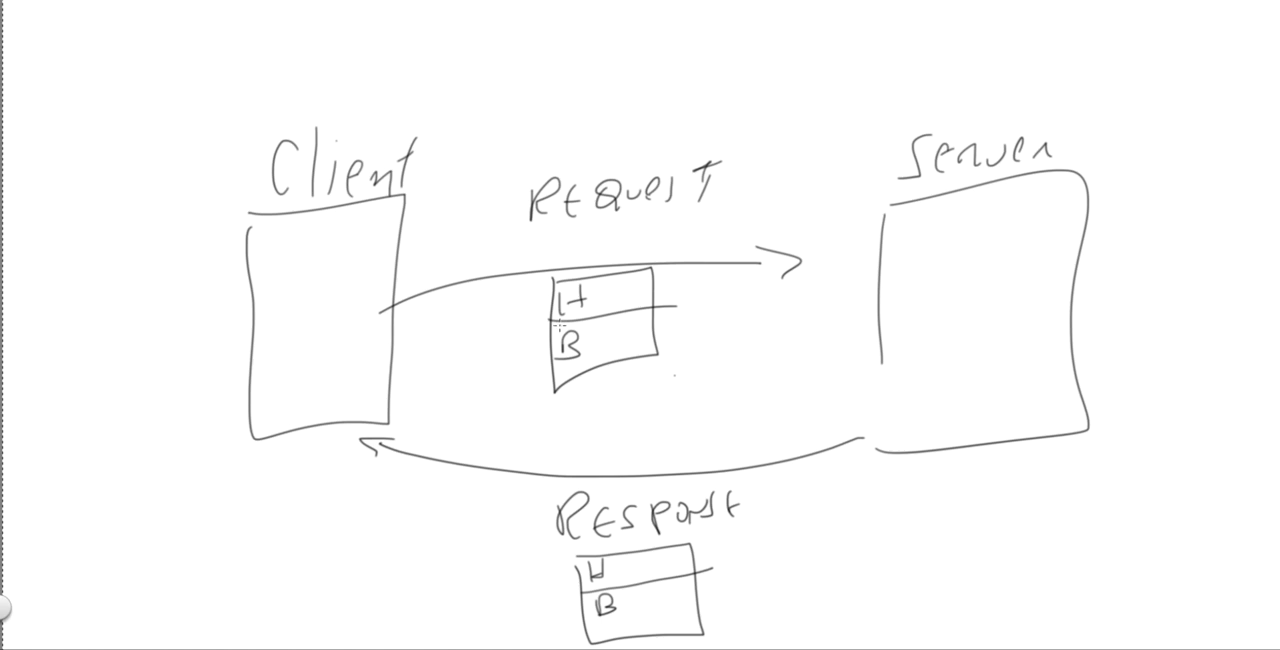 Client
Server
REQUEST
H
B
RESPONSE
H
B